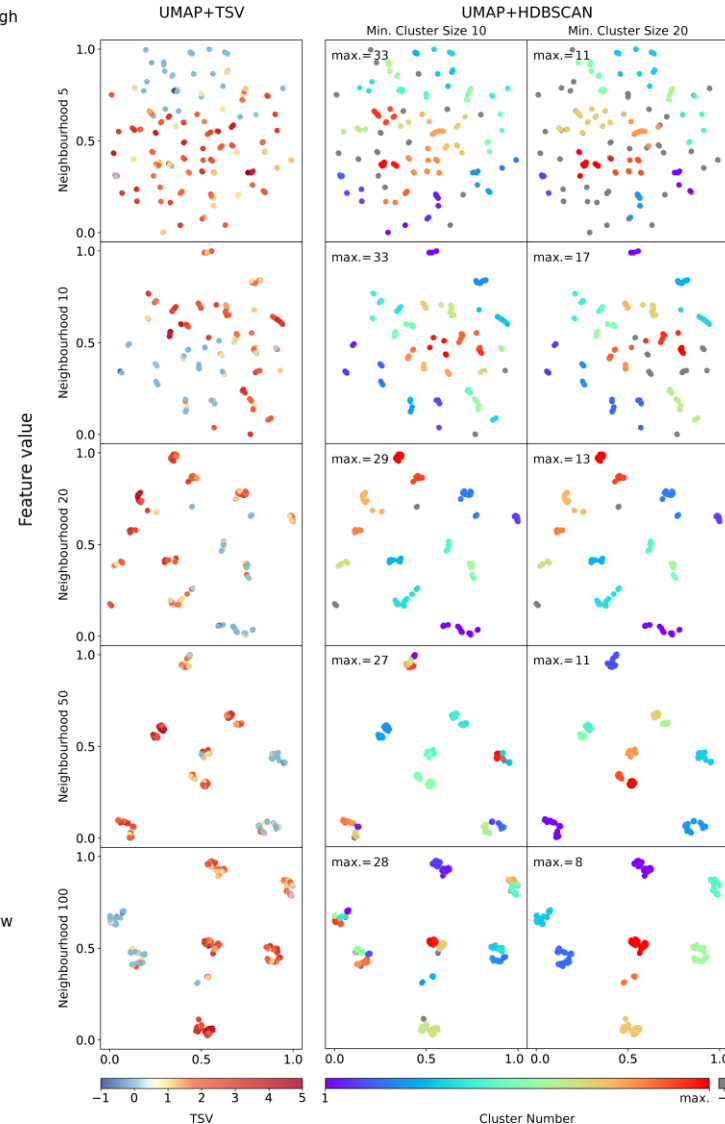 gh
UMAP+TSV
UMAP+HDBSCAN
Min. Cluster Size 10
Min. Cluster Size 20
1.0
0.5
0.0
Neighbourhood 5
max.=33
max.=11
1.0
0.5
0.0
Neighbourhood 10
max.=33
max.=17
Feature value
1.0
0.5
0.0
Neighbourhood 20
max.=29
max.=13
1.0
0.5
0.0
Neighbourhood 50
max.=27
max.=11
w
1.0
0.5
0.0
Neighbourhood 100
max.=28
max.=8
0.0 0.5 1.0
0.0 0.5 1.0
0.0 0.5 1.0
−1 0 1 2 3 4 5
TSV
1 max.
Cluster Number